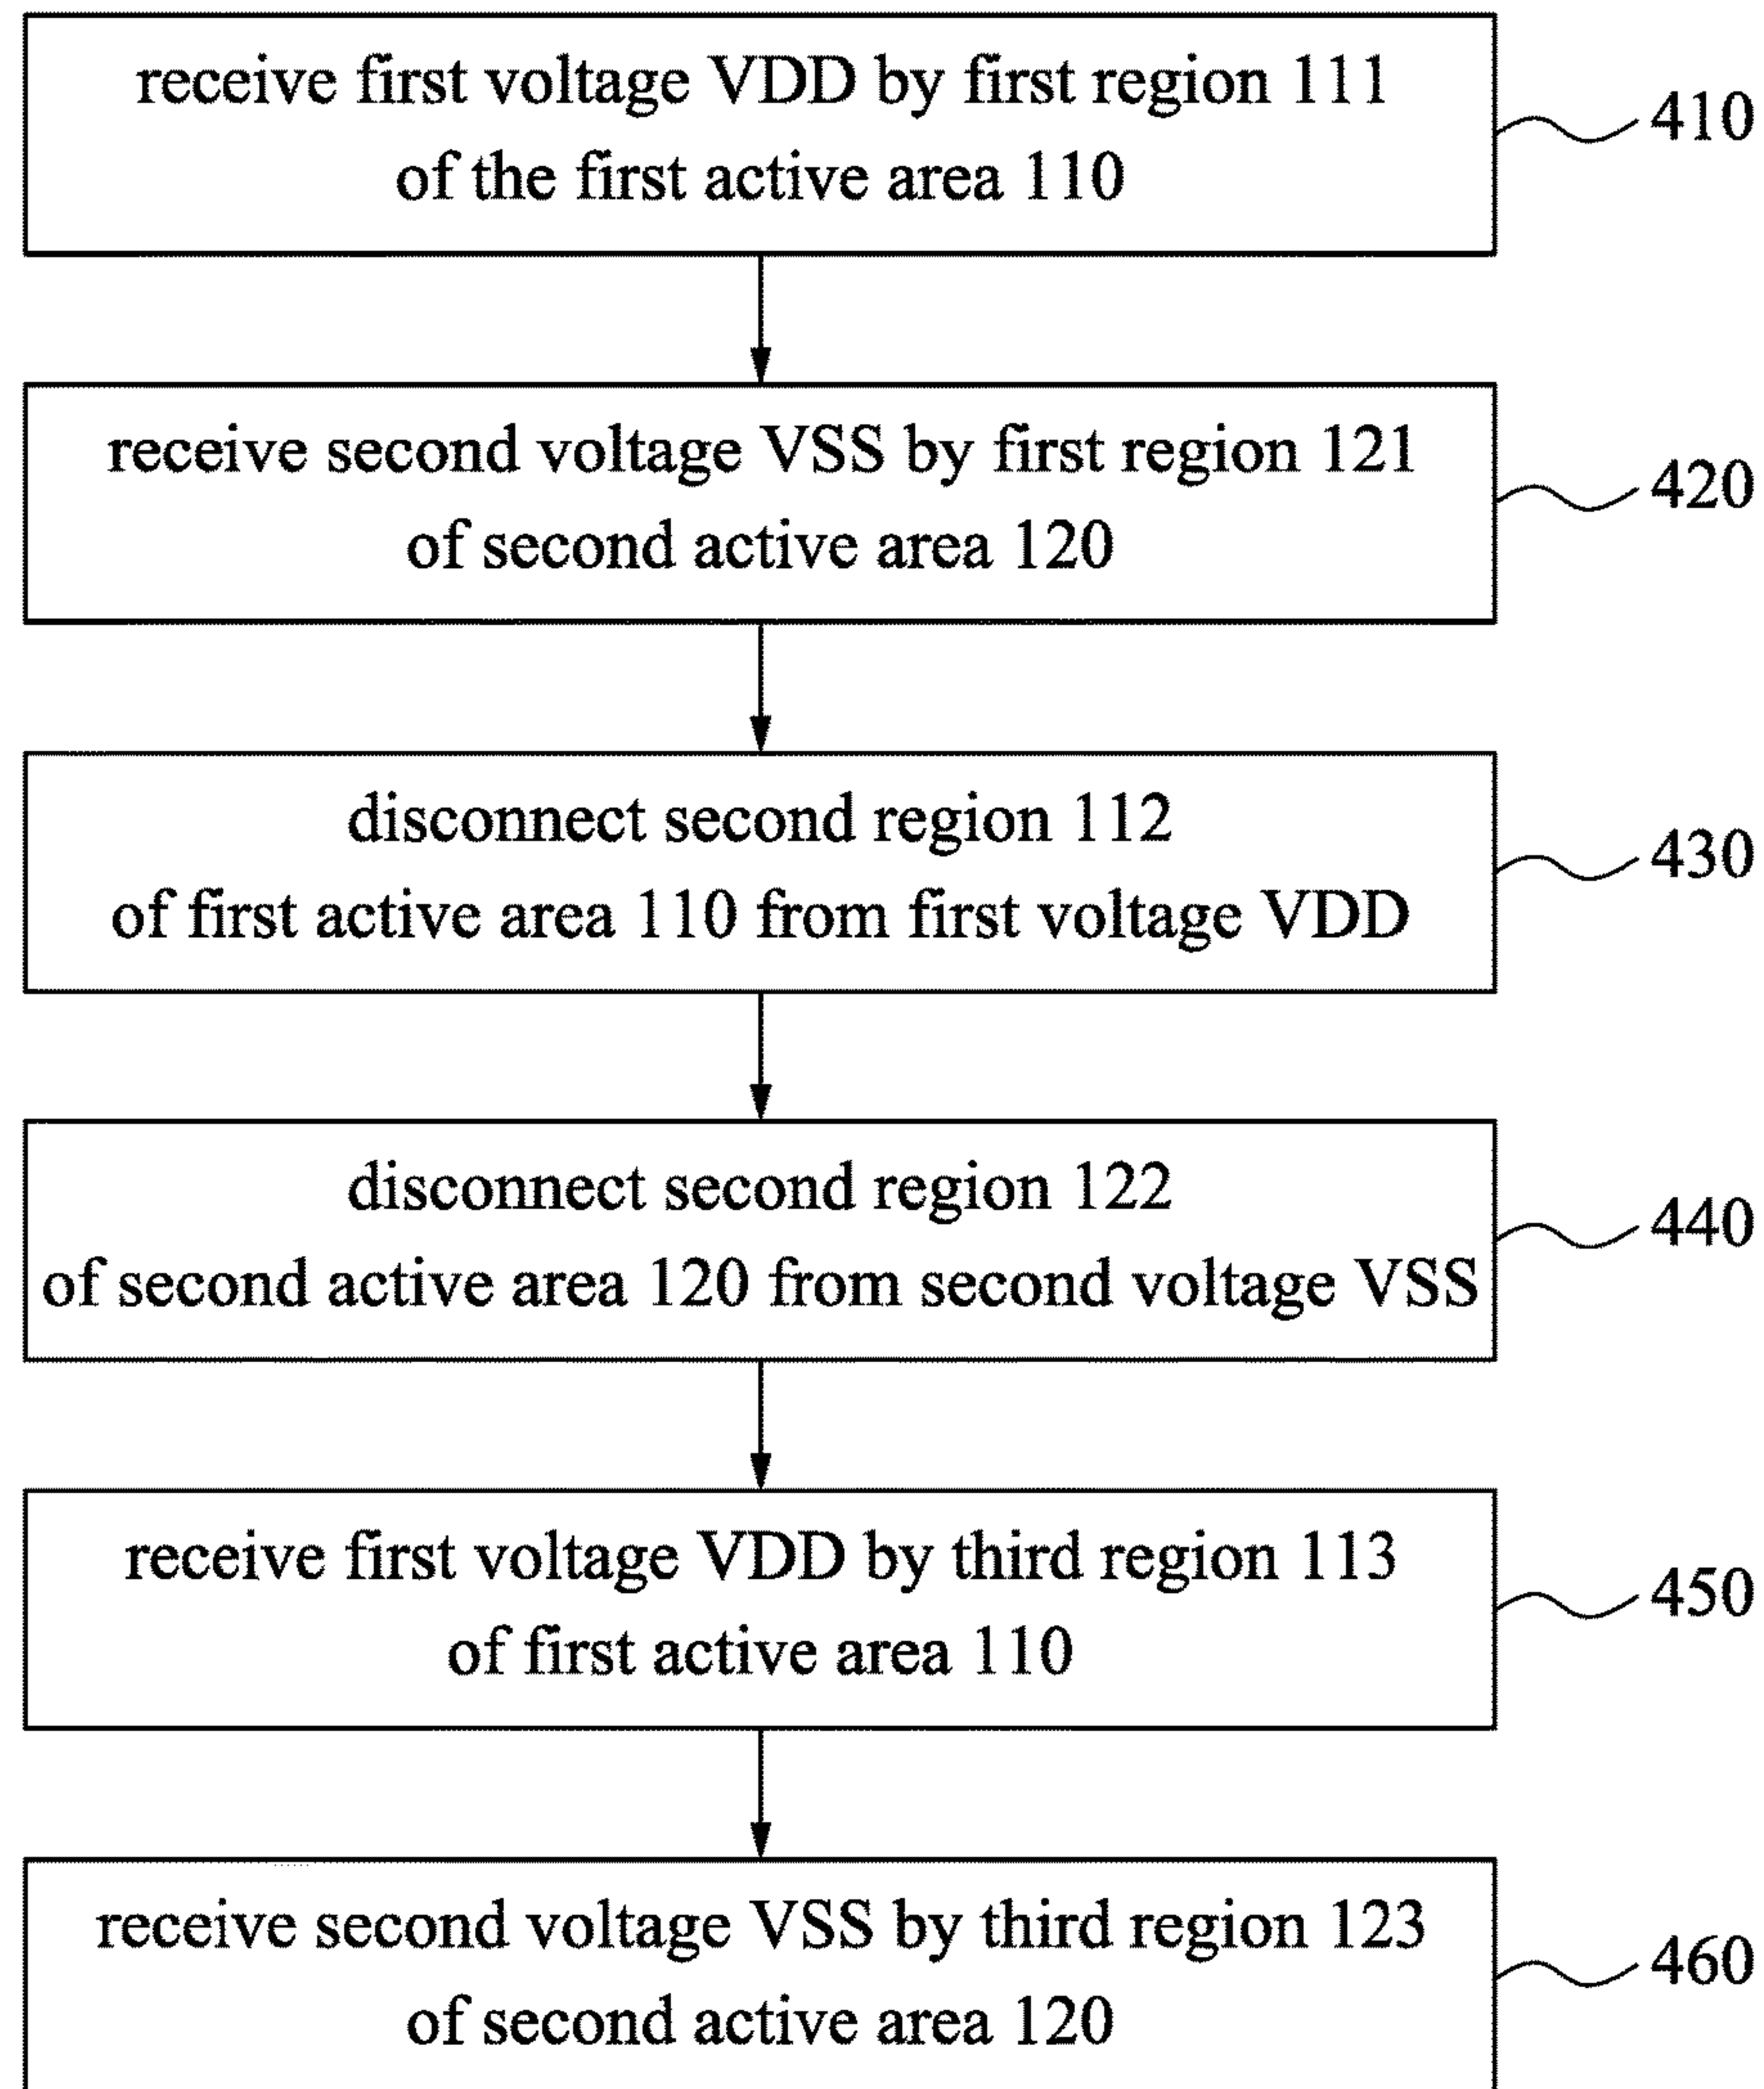 receive first voltage VDD by first region 111
of the first active area 110
410
receive second voltage VSS by first region 121
of second active area 120
420
disconnect second region 112
of first active area 110 from first voltage VDD
430
disconnect second region 122
of second active area 120 from second voltage VSS
440
receive first voltage VDD by third region 113
of first active area 110
450
receive second voltage VSS by third region 123
of second active area 120
460